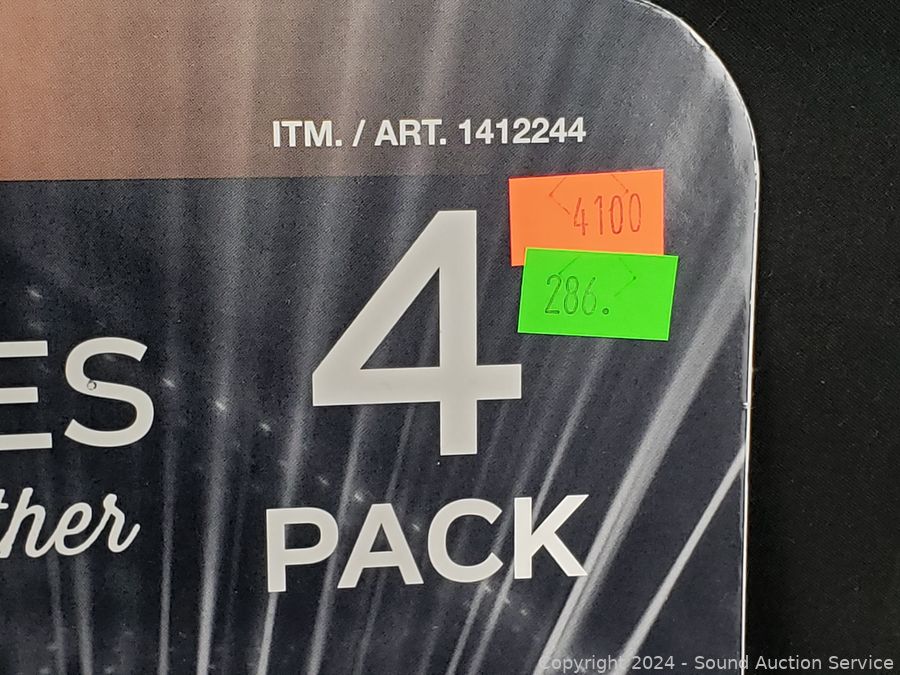 ITM. / ART. 1412244
4100
286.
4
PACK
ES
ther
Copyright 2024 - Sound Auction Service